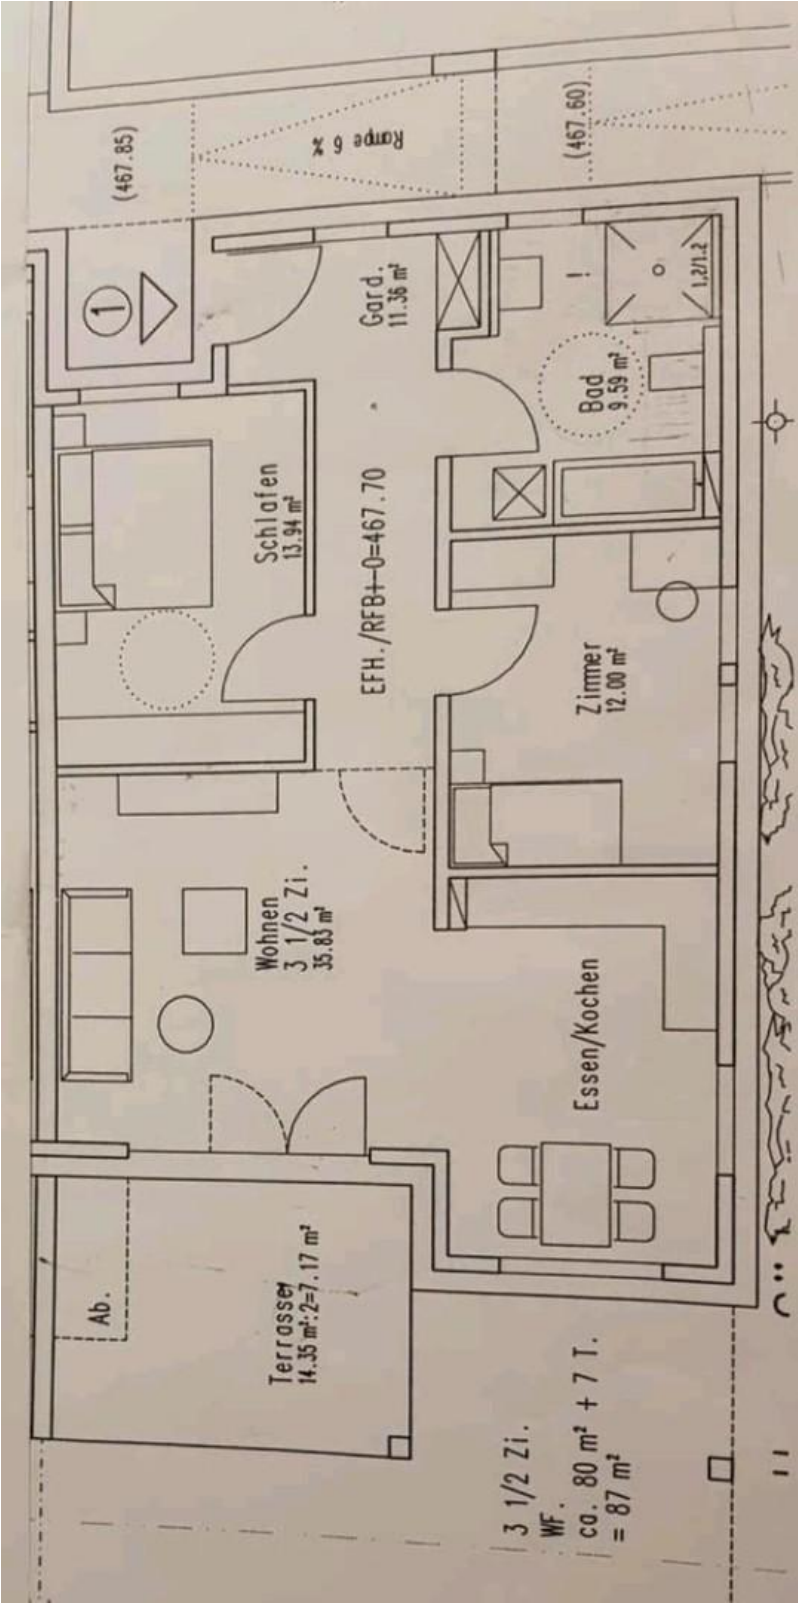 (467.85)
Rampe 6 %
(467.60)
1
Gard.
11.36 m²
!
1.2/1.2
Bad
9.59 m²
Schlafen
13.94 m²
EFH./RFB+-0=467.70
Zimmer
12.00 m²
Wohnen
3 1/2 Zi.
35.83 m²
Essen/Kochen
Ab.
Terrasse
14.35 m²:2=7.17 m²
3 1/2 Zi.
WF.
ca. 80 m² + 7 T.
= 87 m²